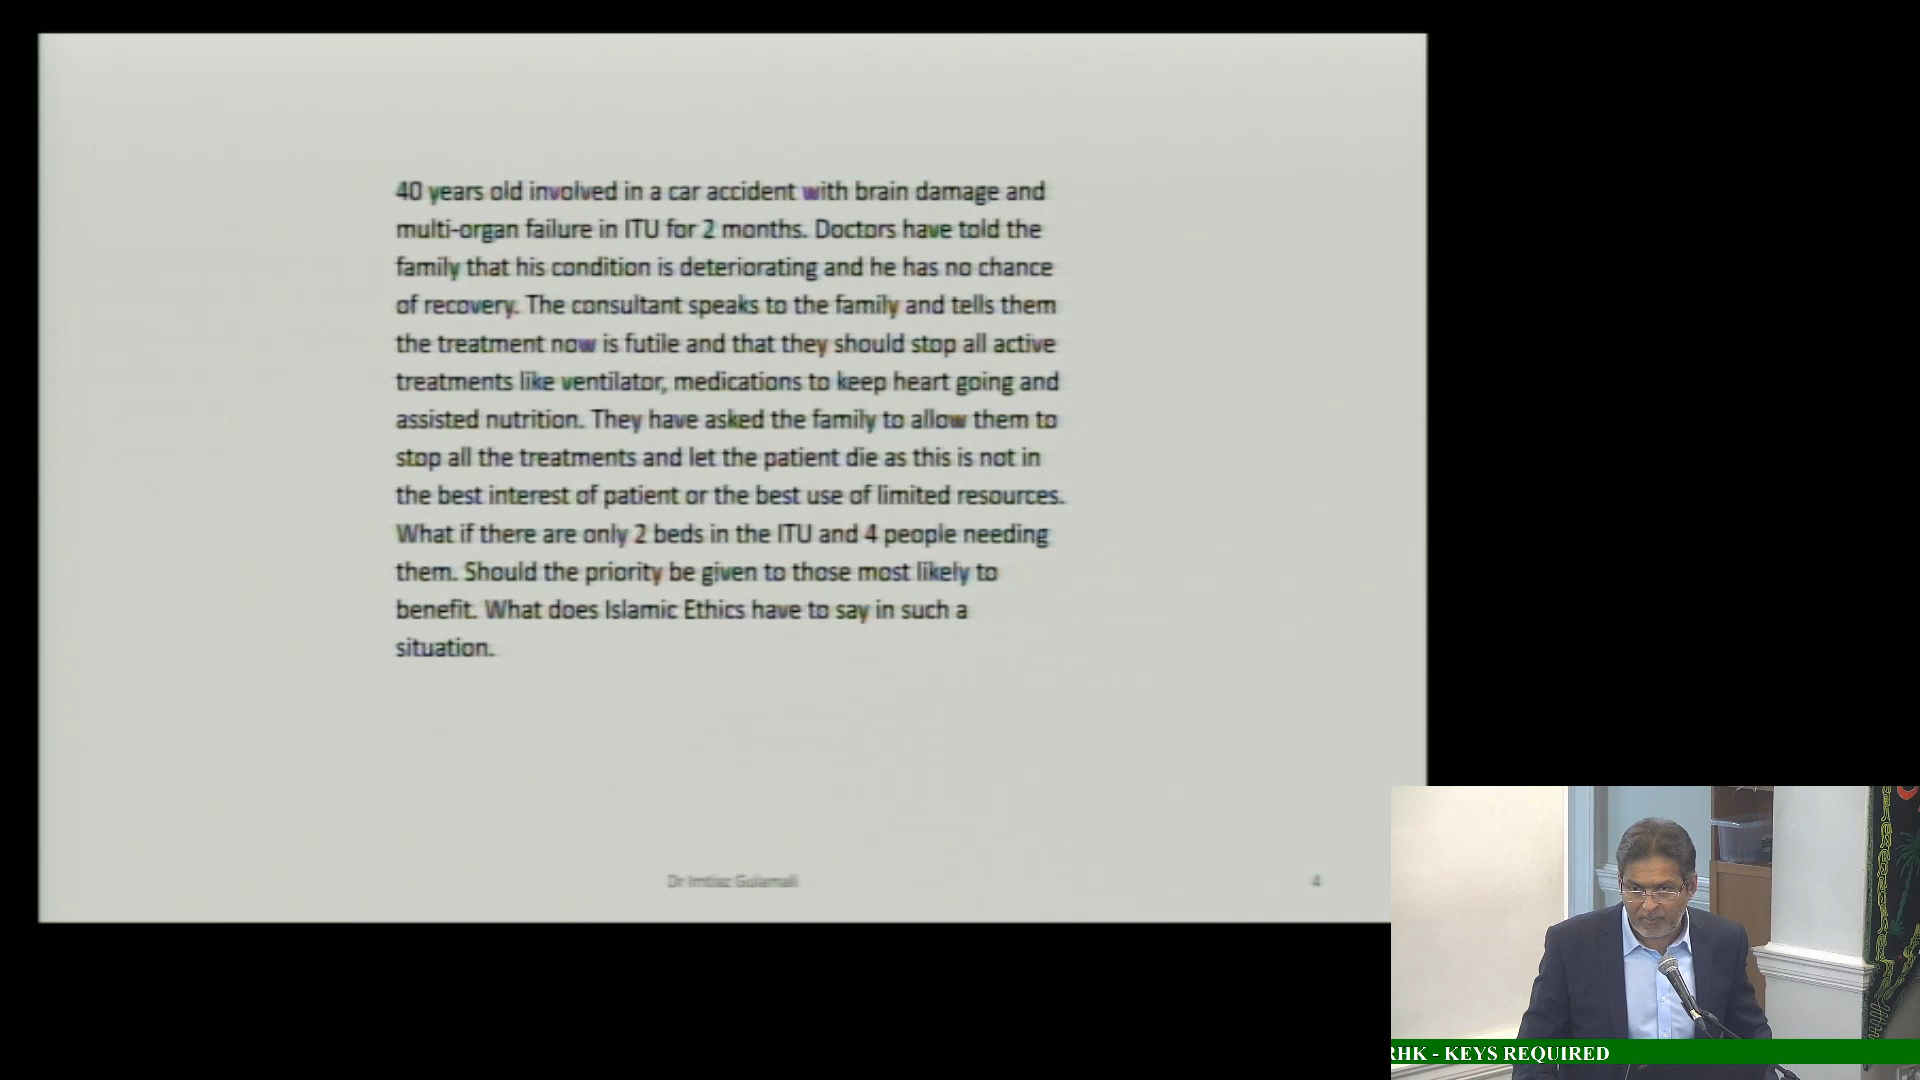 40 years old involved in a car accident with brain damage and
multi-organ failure in ITU for 2 months. Doctors have told the
family that his condition is deteriorating and he has no chance
of recovery. The consultant speaks to the family and tells them
the treatment now is futile and that they should stop all active
treatments like ventilator, medications to keep heart going and
assisted nutrition. They have asked the family to allow them to
stop all the treatments and let the patient die as this is not in
the best interest of patient or the best use of limited resources.
What if there are only 2 beds in the ITU and 4 people needing
them. Should the priority be given to those most likely to
benefit. What does Islamic Ethics have to say in such a
situation.
Dr Imtiaz Gulamali
4
RHK - KEYS REQUIRED